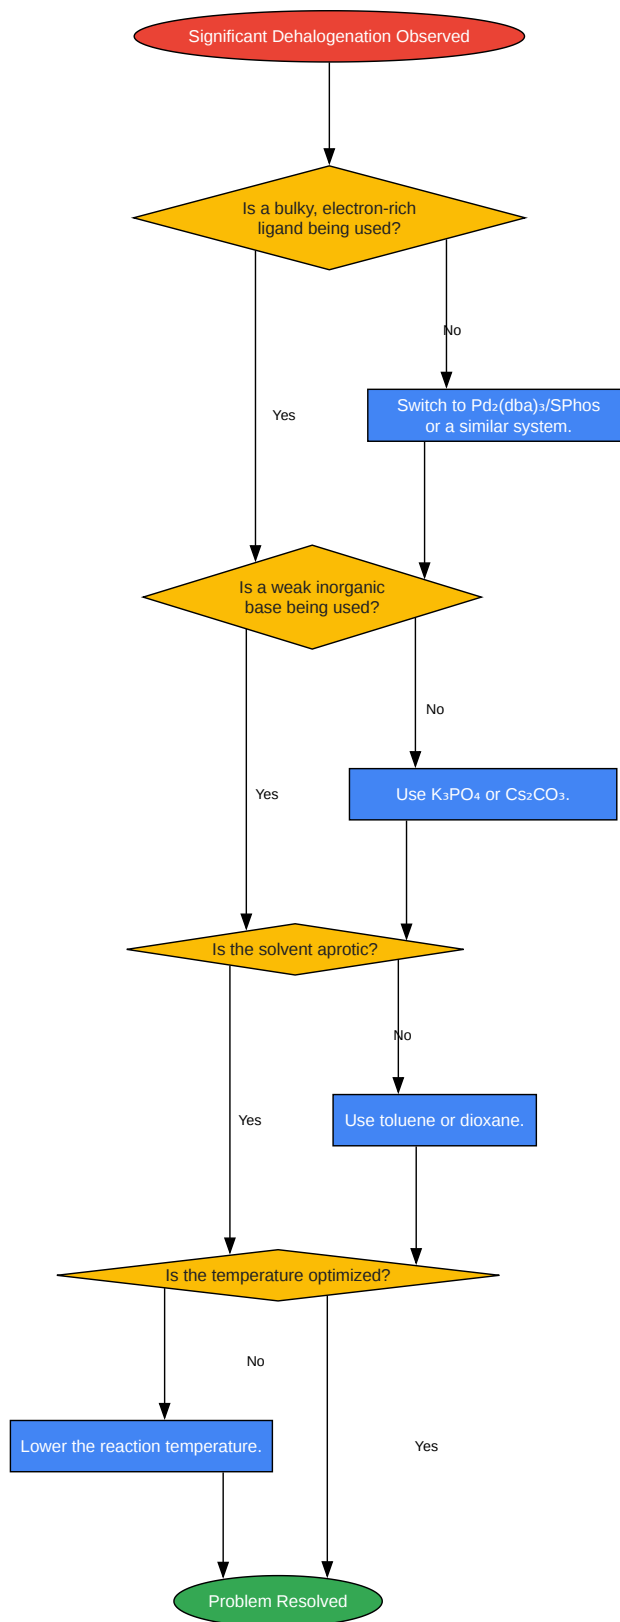 Significant Dehalogenation Observed
Is a bulky, electron-rich
ligand being used?
No
Switch to Pd₂(dba)₃/SPhos
or a similar system.
Yes
Is a weak inorganic
base being used?
No
Yes
Use K₃PO₄ or Cs₂CO₃.
Is the solvent aprotic?
No
Yes
Use toluene or dioxane.
Is the temperature optimized?
No
Lower the reaction temperature.
Yes
Problem Resolved